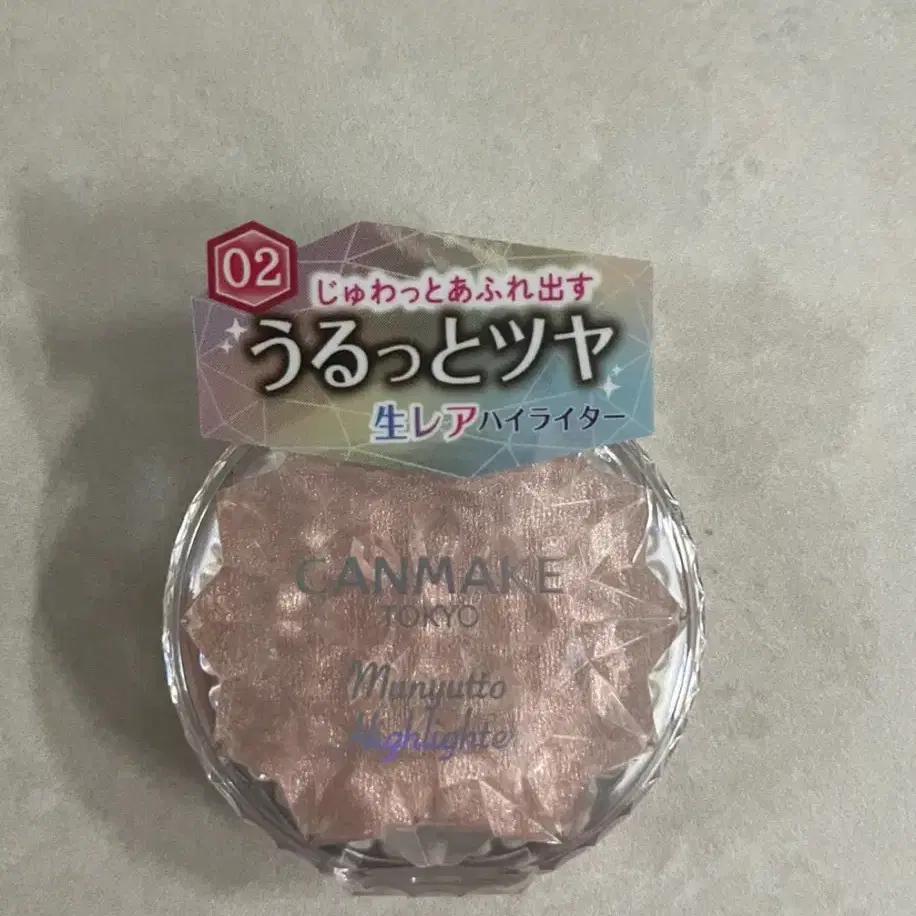 02
じゅわっとあふれ出す
うるっとツヤ
生レアハイライター
CANMAKE
TOKYO
Munyutto
Highlighter